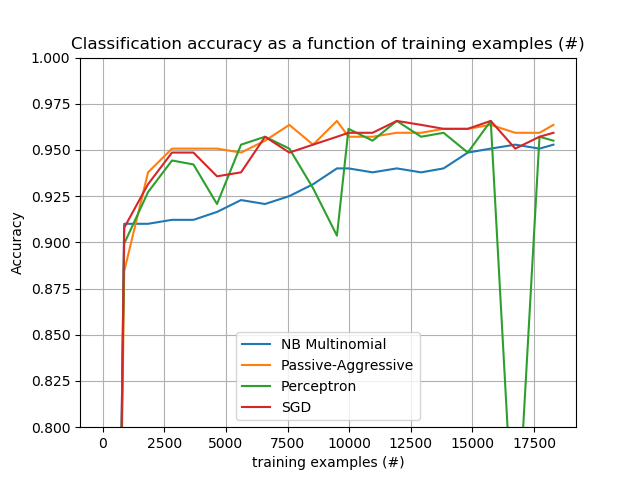 Classification accuracy as a function of training examples (#)
1.000
0.975
0.950
0.925
0.900
0.875
0.850
0.825
0.800
Accuracy
NB Multinomial
Passive-Aggressive
Perceptron
SGD
0 2500 5000 7500 10000 12500 15000 17500
training examples (#)